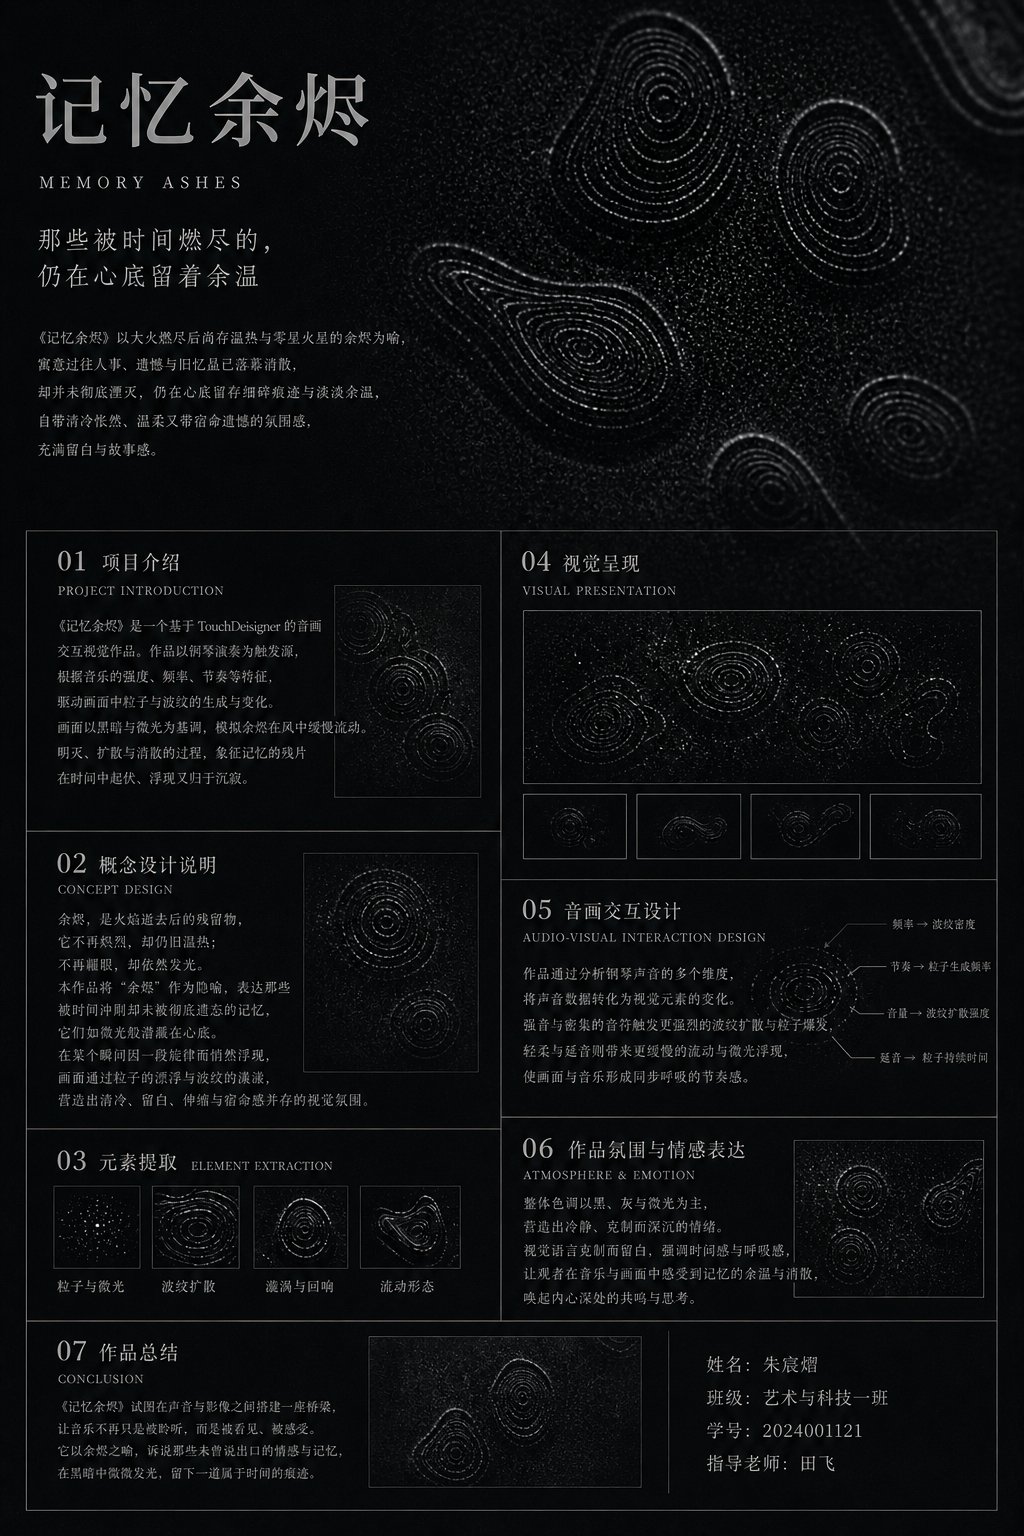 记忆余烬
MEMORY ASHES
那些被时间燃尽的，
仍在心底留着余温
《记忆余烬》以大火燃尽后尚存温热与零星火星的余烬为喻，
寓意过往人事、遗憾与旧忆虽已落幕消散，
却并未彻底湮灭，仍在心底留存细碎痕迹与淡淡余温，
自带清冷怅然、温柔又带宿命遗憾的氛围感，
充满留白与故事感。
01 项目介绍
PROJECT INTRODUCTION
《记忆余烬》是一个基于 TouchDeisigner 的音画
交互视觉作品。作品以钢琴演奏为触发源，
根据音乐的强度、频率、节奏等特征，
驱动画面中粒子与波纹的生成与变化。
画面以黑暗与微光为基调，模拟余烬在风中缓慢流动。
明灭、扩散与消散的过程，象征记忆的残片
在时间中起伏、浮现又归于沉寂。
02 概念设计说明
CONCEPT DESIGN
余烬，是火焰逝去后的残留物，
它不再炽烈，却仍旧温热；
不再耀眼，却依然发光。
本作品将“余烬”作为隐喻，表达那些
被时间冲刷却未被彻底遗忘的记忆，
它们如微光般潜藏在心底。
在某个瞬间因一段旋律而悄然浮现，
画面通过粒子的漂浮与波纹的漾漾，
营造出清冷、留白、伸缩与宿命感并存的视觉氛围。
03 元素提取 ELEMENT EXTRACTION
粒子与微光 波纹扩散 漩涡与回响 流动形态
04 视觉呈现
VISUAL PRESENTATION
05 音画交互设计
AUDIO-VISUAL INTERACTION DESIGN
作品通过分析钢琴声音的多个维度，
将声音数据转化为视觉元素的变化。
强音与密集的音符触发更强烈的波纹扩散与粒子爆发，
轻柔与延音则带来更缓慢的流动与微光浮现，
使画面与音乐形成同步呼吸的节奏感。
频率 → 波纹密度
节奏 → 粒子生成频率
音量 → 波纹扩散强度
延音 → 粒子持续时间
06 作品氛围与情感表达
ATMOSPHERE & EMOTION
整体色调以黑、灰与微光为主，
营造出冷静、克制而深沉的情绪。
视觉语言克制而留白，强调时间感与呼吸感，
让观者在音乐与画面中感受到记忆的余温与消散，
唤起内心深处的共鸣与思考。
07 作品总结
CONCLUSION
《记忆余烬》试图在声音与影像之间搭建一座桥梁，
让音乐不再只是被聆听，而是被看见、被感受。
它以余烬之喻，诉说那些未曾说出口的情感与记忆，
在黑暗中微微发光，留下一道属于时间的痕迹。
姓名：朱宸熠
班级：艺术与科技一班
学号：2024001121
指导老师：田飞